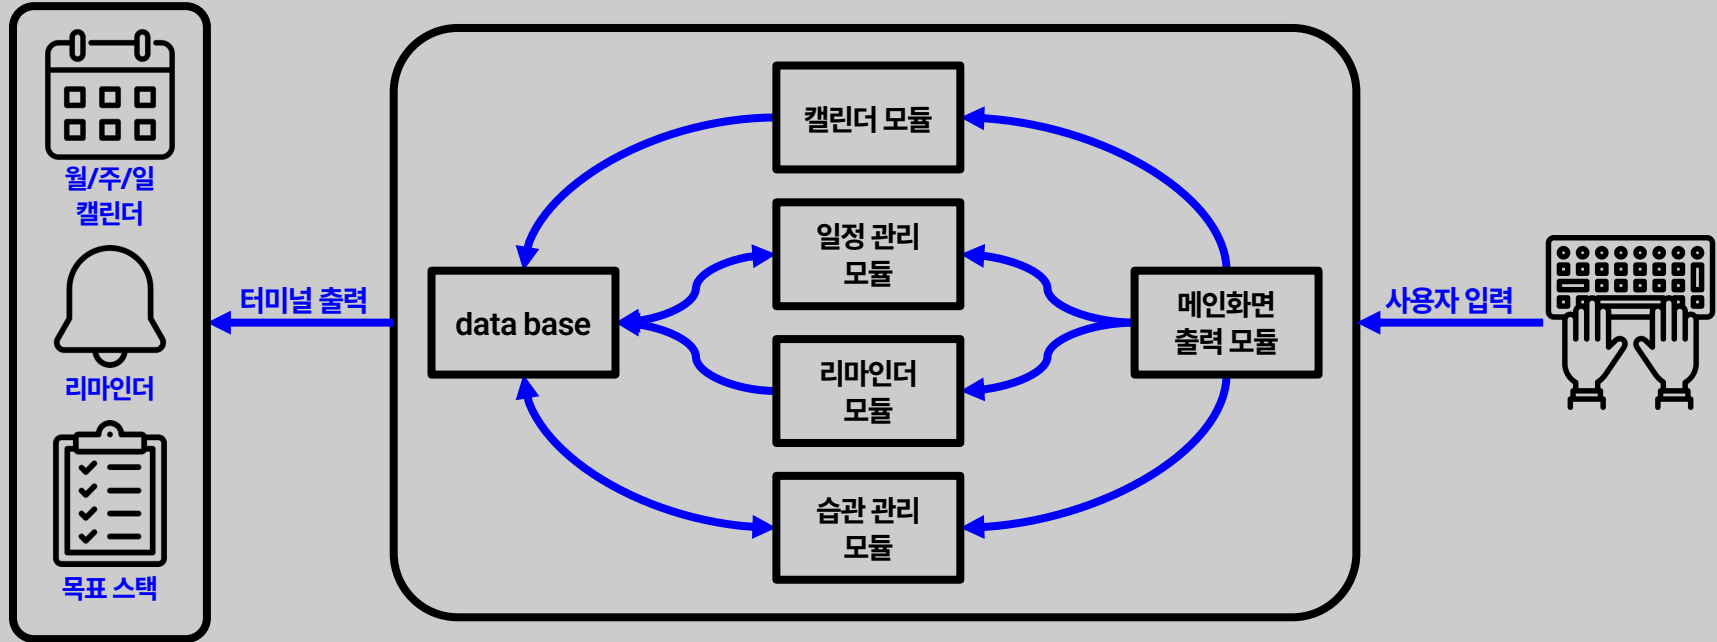 월/주/일
캘린더
리마인더
목표 스택
터미널 출력
data base
캘린더 모듈
일정 관리
모듈
리마인더
모듈
습관 관리
모듈
메인화면
출력 모듈
사용자 입력